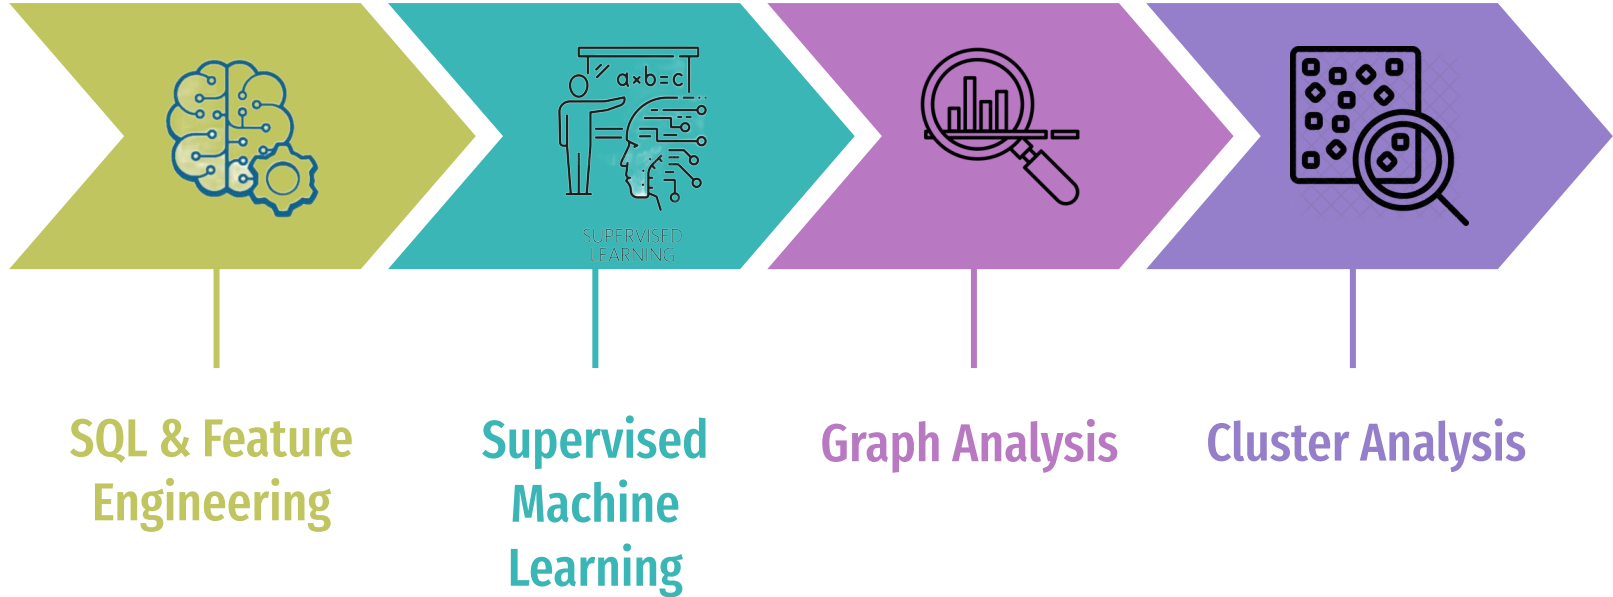 a×b=c
SUPERVISED
LEARNING
SQL & Feature
Engineering
Supervised
Machine
Learning
Graph Analysis
Cluster Analysis